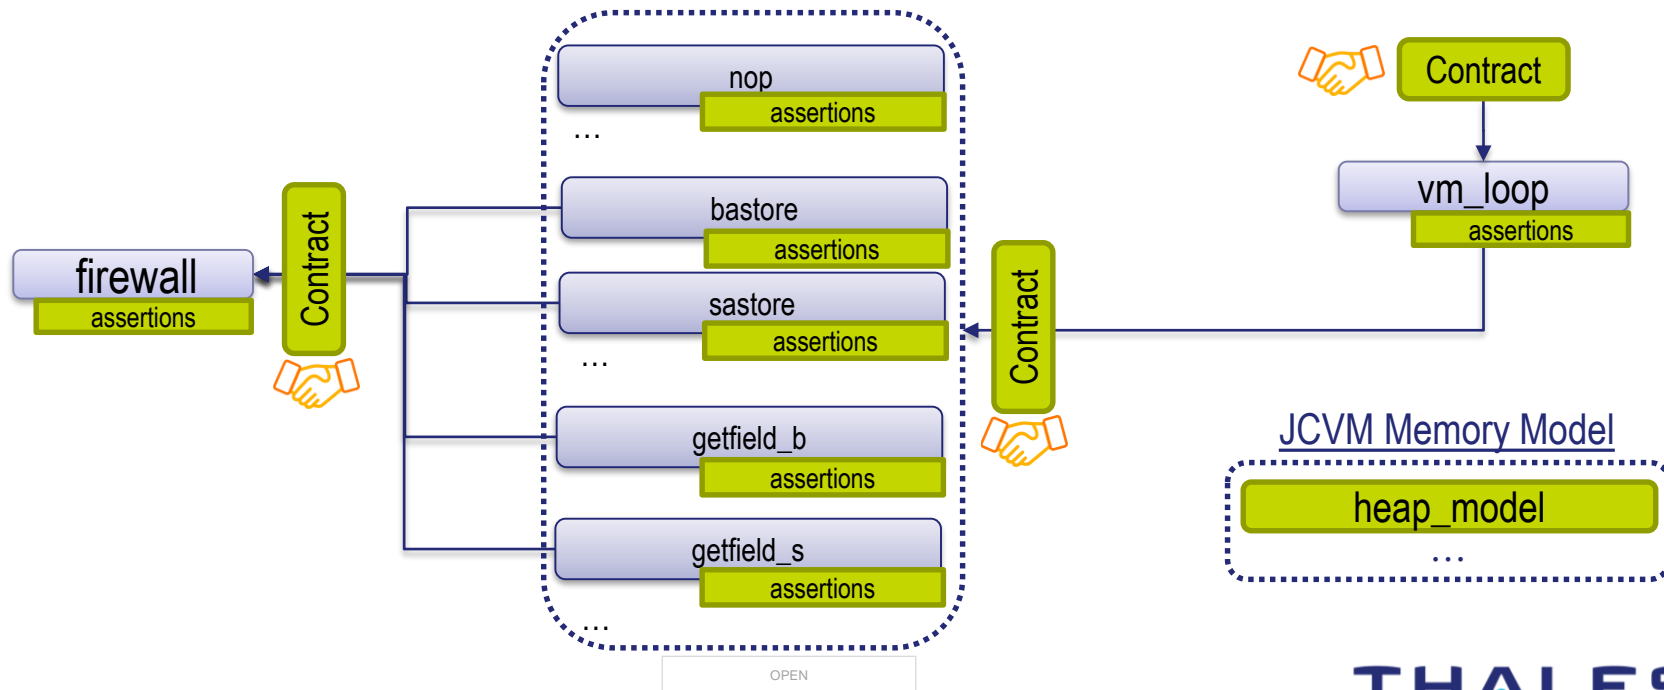 nop
assertions
...
bastore
assertions
sastore
assertions
...
getfield_b
assertions
getfield_s
assertions
...
firewall
assertions
Contract
Contract
Contract
vm_loop
assertions
JCVM Memory Model
heap_model
...
OPEN
THALES